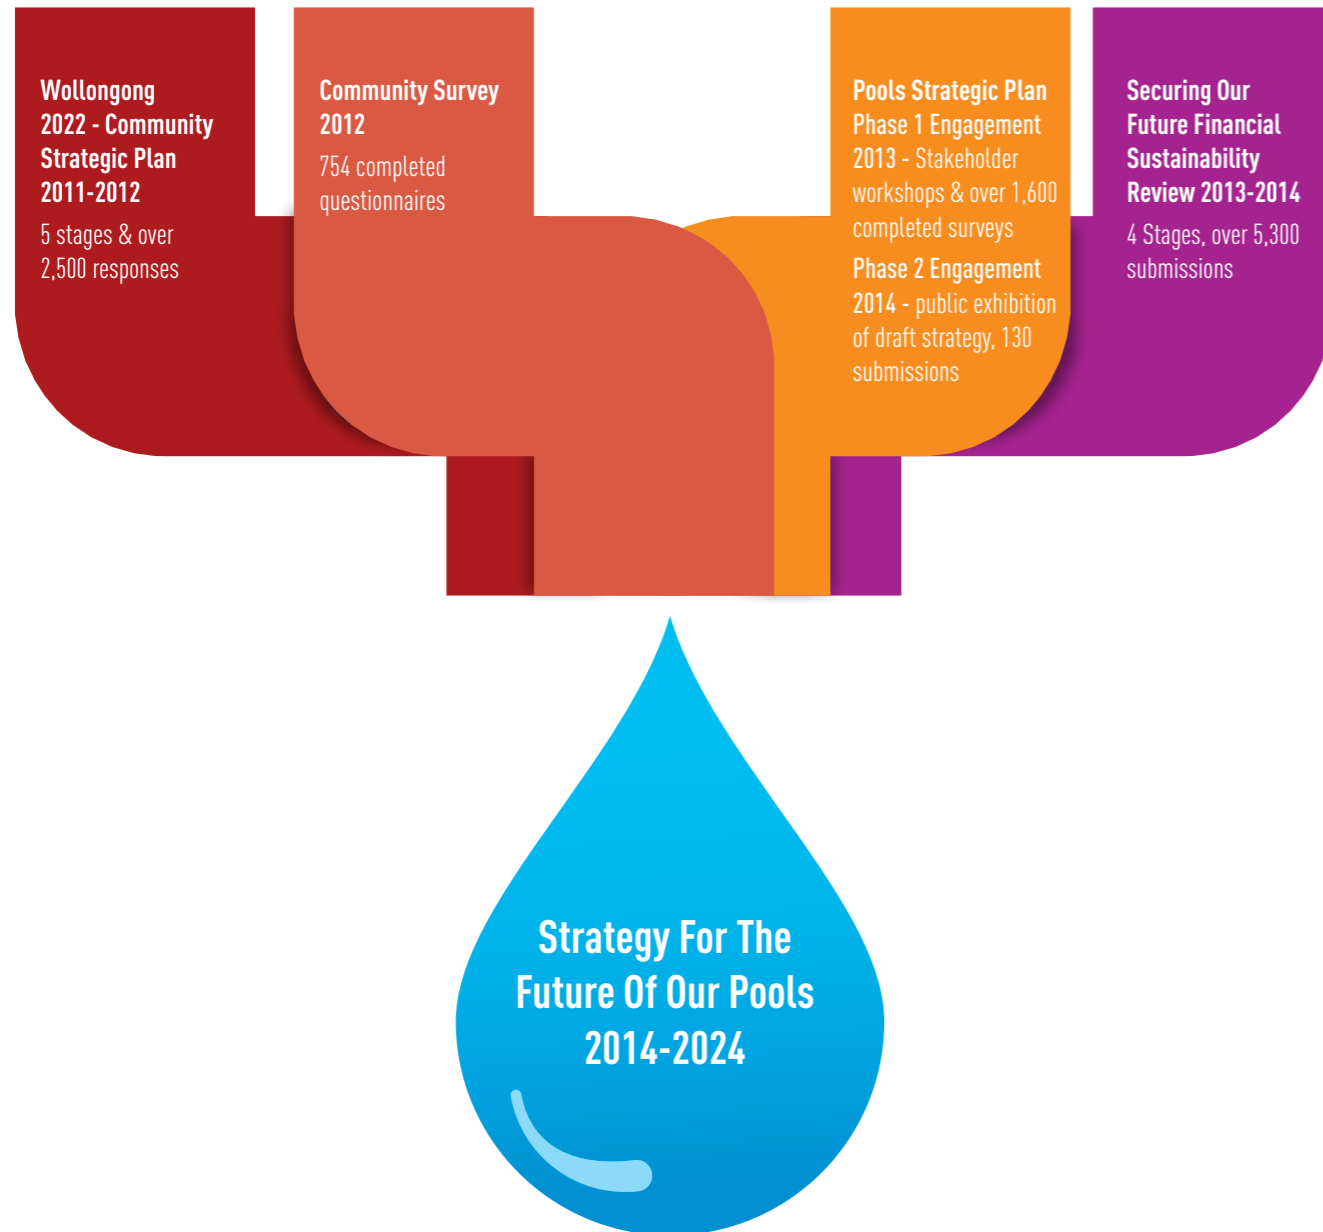 Wollongong
2022 - Community
Strategic Plan
2011-2012
5 stages & over
2,500 responses
Community Survey
2012
754 completed
questionnaires
Pools Strategic Plan
Phase 1 Engagement
2013 - Stakeholder
workshops & over 1,600
completed surveys
Phase 2 Engagement
2014 - public exhibition
of draft strategy, 130
submissions
Securing Our
Future Financial
Sustainability
Review 2013-2014
4 Stages, over 5,300
submissions
Strategy For The
Future Of Our Pools
2014-2024